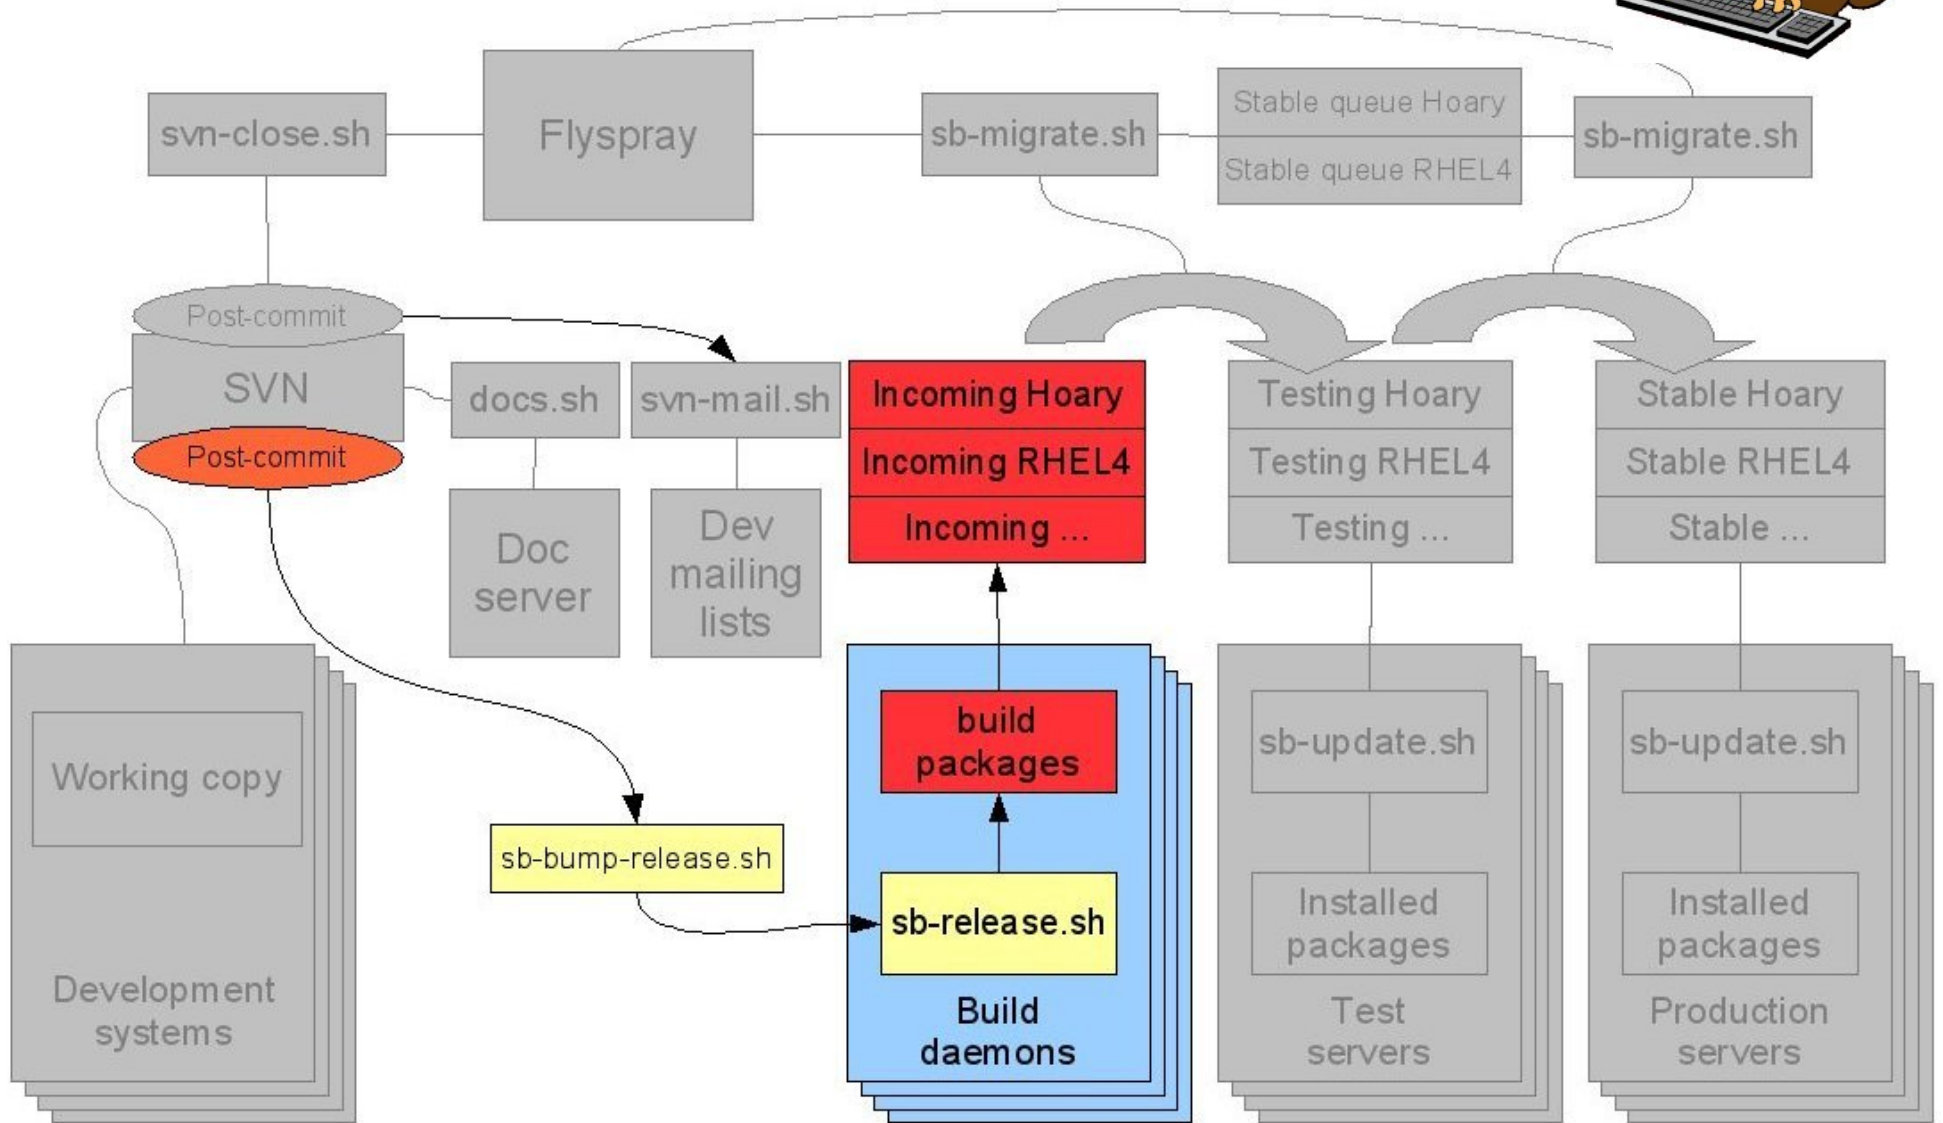 svn-close.sh
Flyspray
sb-migrate.sh
Stable queue Hoary
Stable queue RHEL4
sb-migrate.sh
Post-commit
SVN
Post-commit
docs.sh
svn-mail.sh
Doc
server
Dev
mailing
lists
Incoming Hoary
Incoming RHEL4
Incoming ...
Testing Hoary
Testing RHEL4
Testing ...
Stable Hoary
Stable RHEL4
Stable ...
Working copy
Development
systems
sb-bump-release.sh
build
packages
sb-release.sh
Build
daemons
sb-update.sh
Installed
packages
Test
servers
sb-update.sh
Installed
packages
Production
servers